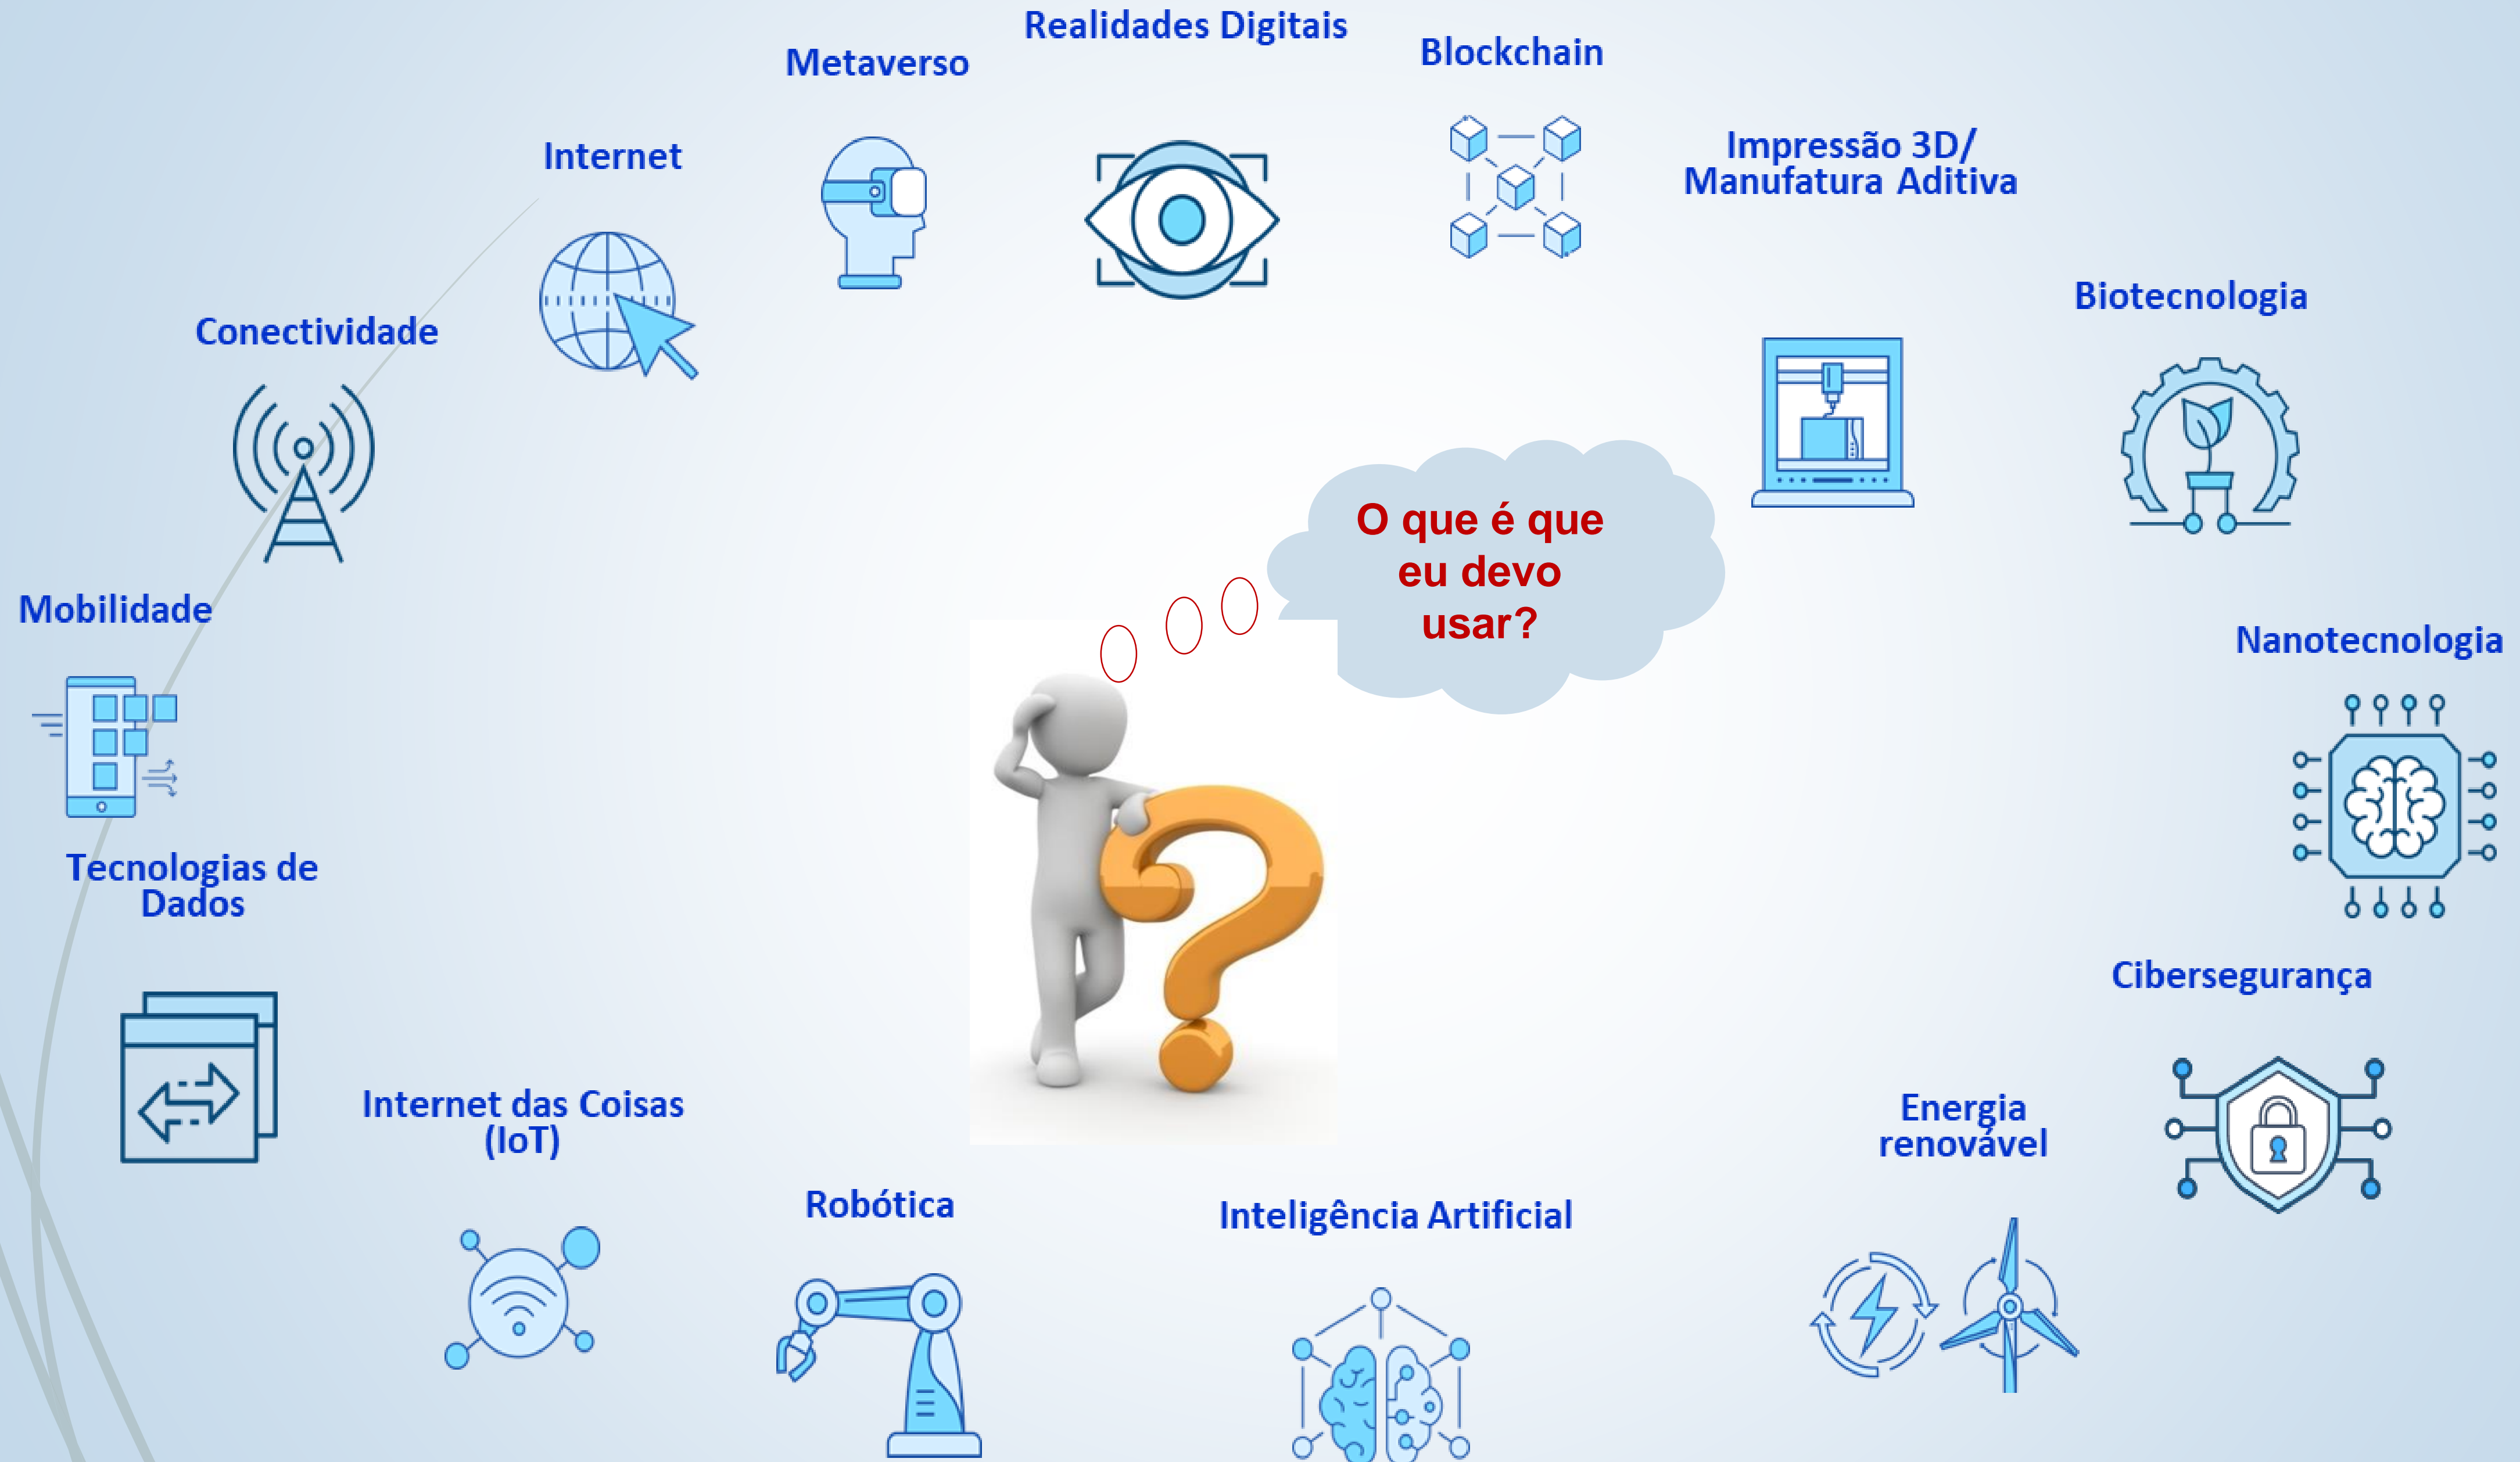 Realidades Digitais
Metaverso
Blockchain
Internet
Impressão 3D/
Manufatura Aditiva
Conectividade
Biotecnologia
O que é que
eu devo
usar?
Mobilidade
Nanotecnologia
Tecnologias de
Dados
Cibersegurança
Internet das Coisas
(IoT)
Energia
renovável
Robótica
Inteligência Artificial